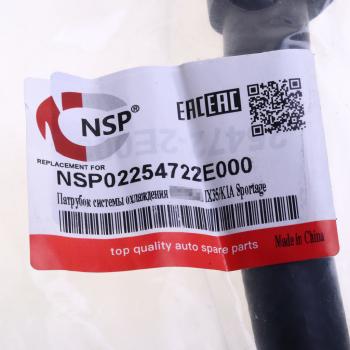 NSP®
EAC EAC
REPLACEMENT FOR
NSP02254722E000
Патрубок системы охлаждения IX35/KIA Sportage
top quality auto spare parts
Made in China